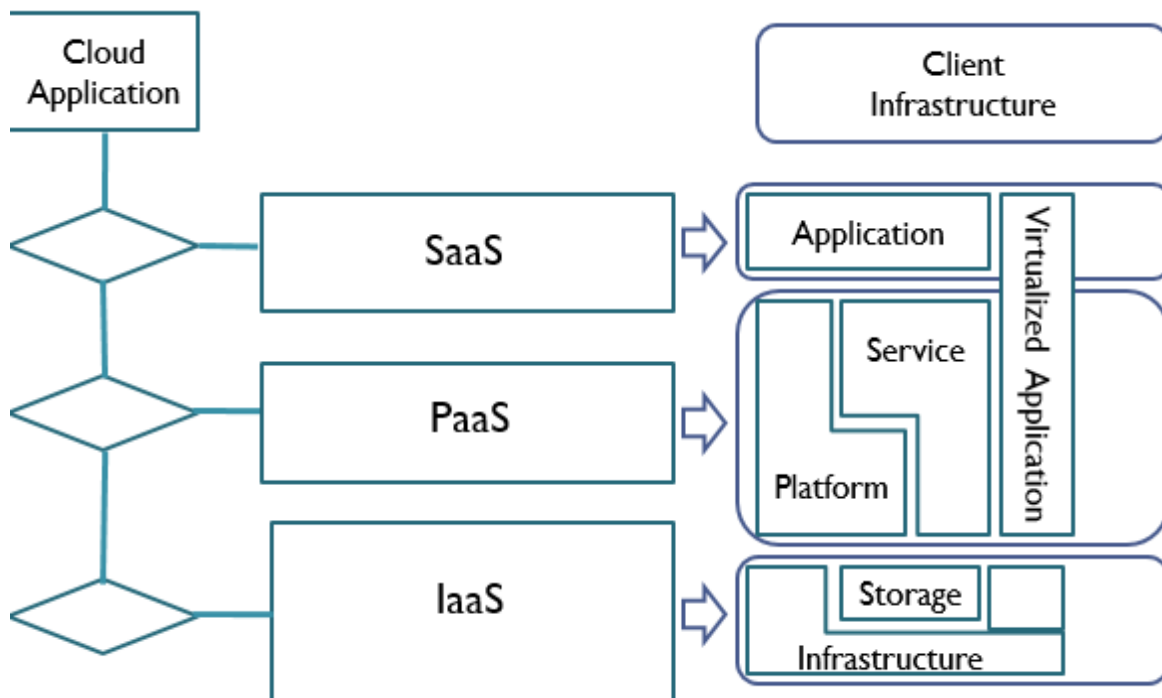 Cloud
Application
Client
Infrastructure
SaaS
Application
Virtualized Application
PaaS
Service
Platform
IaaS
Storage
Infrastructure